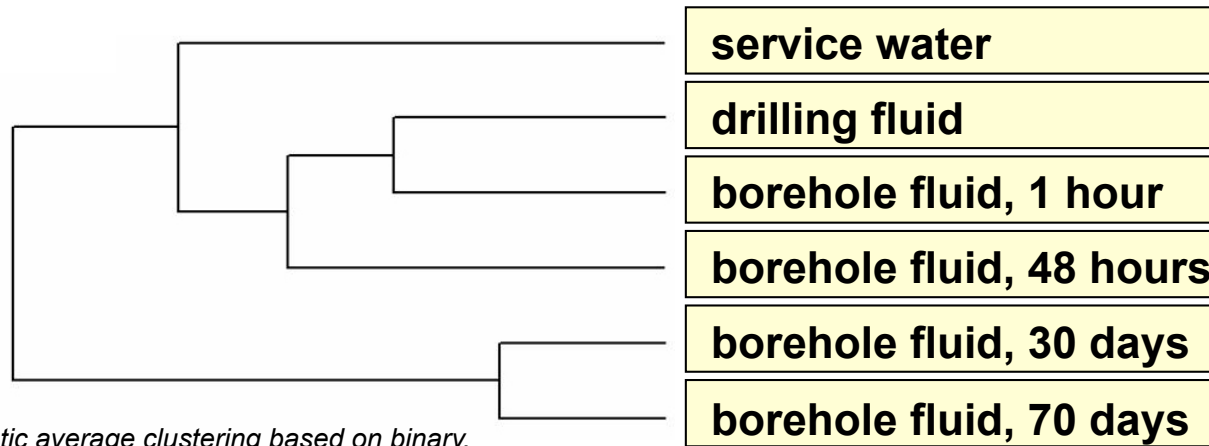 service water
drilling fluid
borehole fluid, 1 hour
borehole fluid, 48 hours
borehole fluid, 30 days
borehole fluid, 70 days
tic average clustering based on binary,